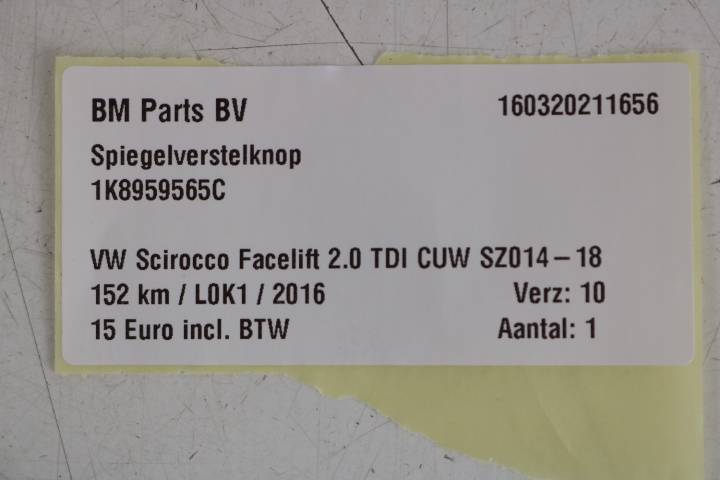 BM Parts BV 160320211656
Spiegelverstelknop
1K8959565C
VW Scirocco Facelift 2.0 TDI CUW SZ014-18
152 km / L0K1 / 2016 Verz: 10
15 Euro incl. BTW Aantal: 1